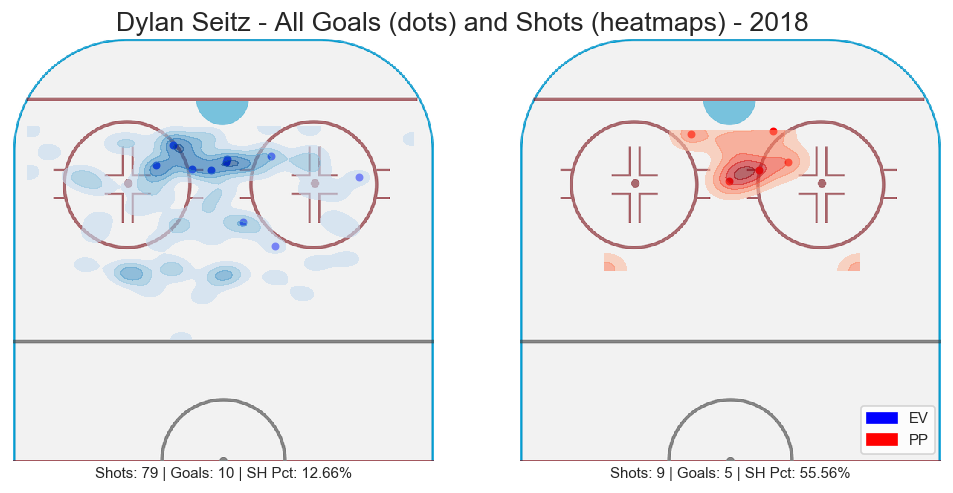 Dylan Seitz - All Goals (dots) and Shots (heatmaps) - 2018
EV
PP
Shots: 79 | Goals: 10 | SH Pct: 12.66%
Shots: 9 | Goals: 5 | SH Pct: 55.56%